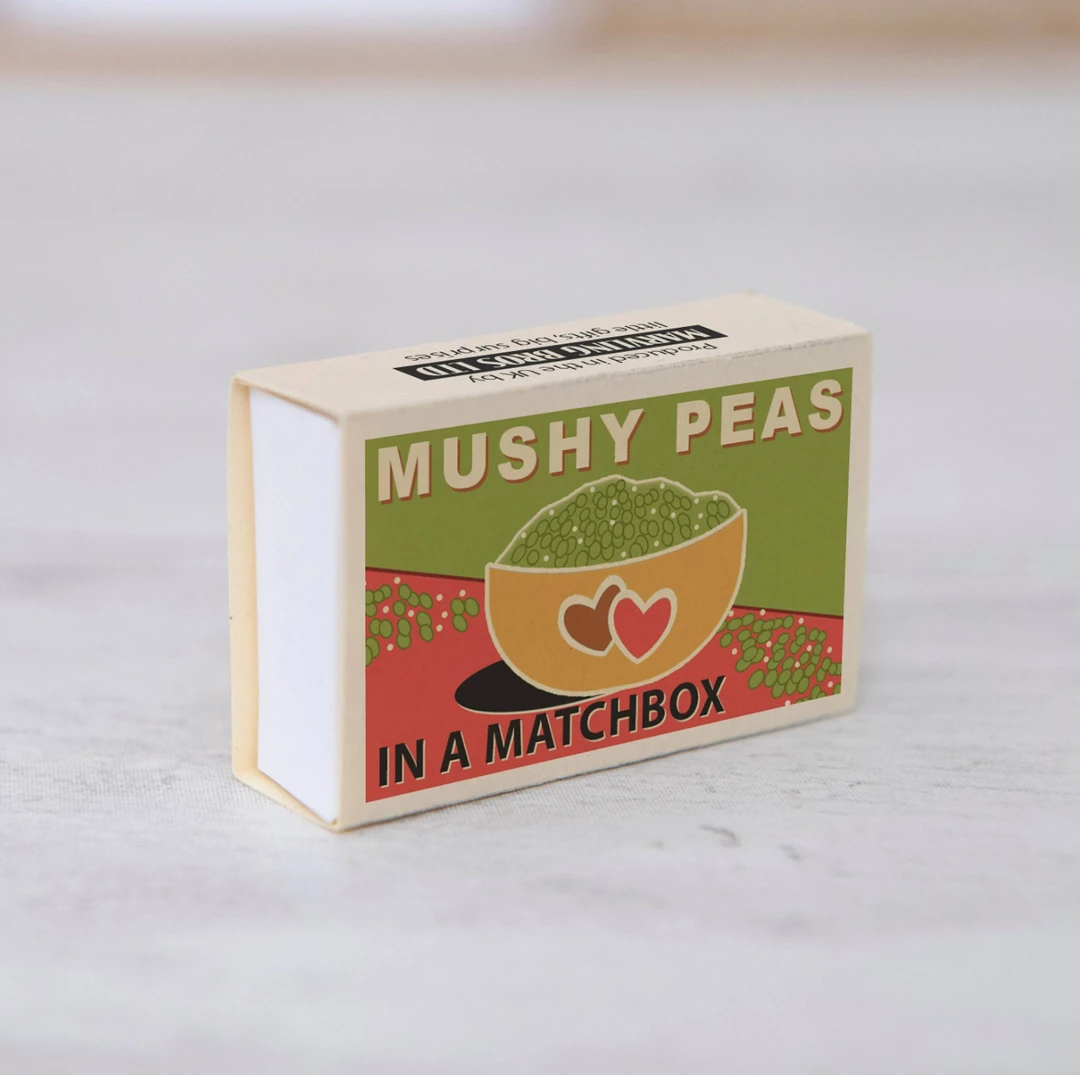 Produced in the UK by
MARVLING BROS LTD
little gifts, big surprises
MUSHY PEAS
IN A MATCHBOX